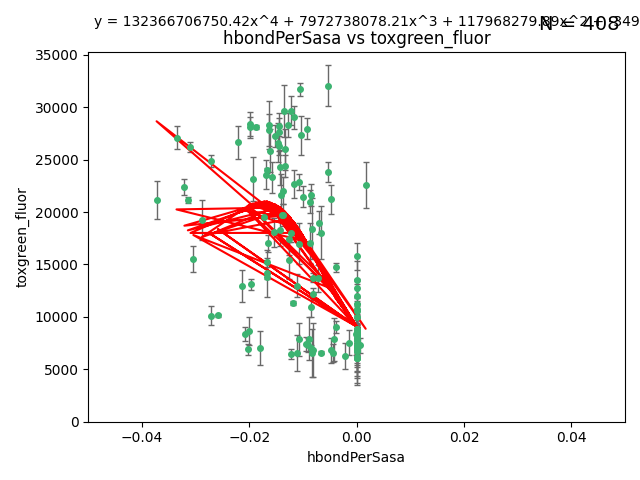 y = 132366706750.42x^4 + 7972738078.21x^3 + 117968279
N = 408
hbondPerSasa vs toxgreen_fluor
35000
30000
25000
20000
15000
10000
5000
0
toxgreen_fluor
−0.04 −0.02 0.00 0.02 0.04
hbondPerSasa